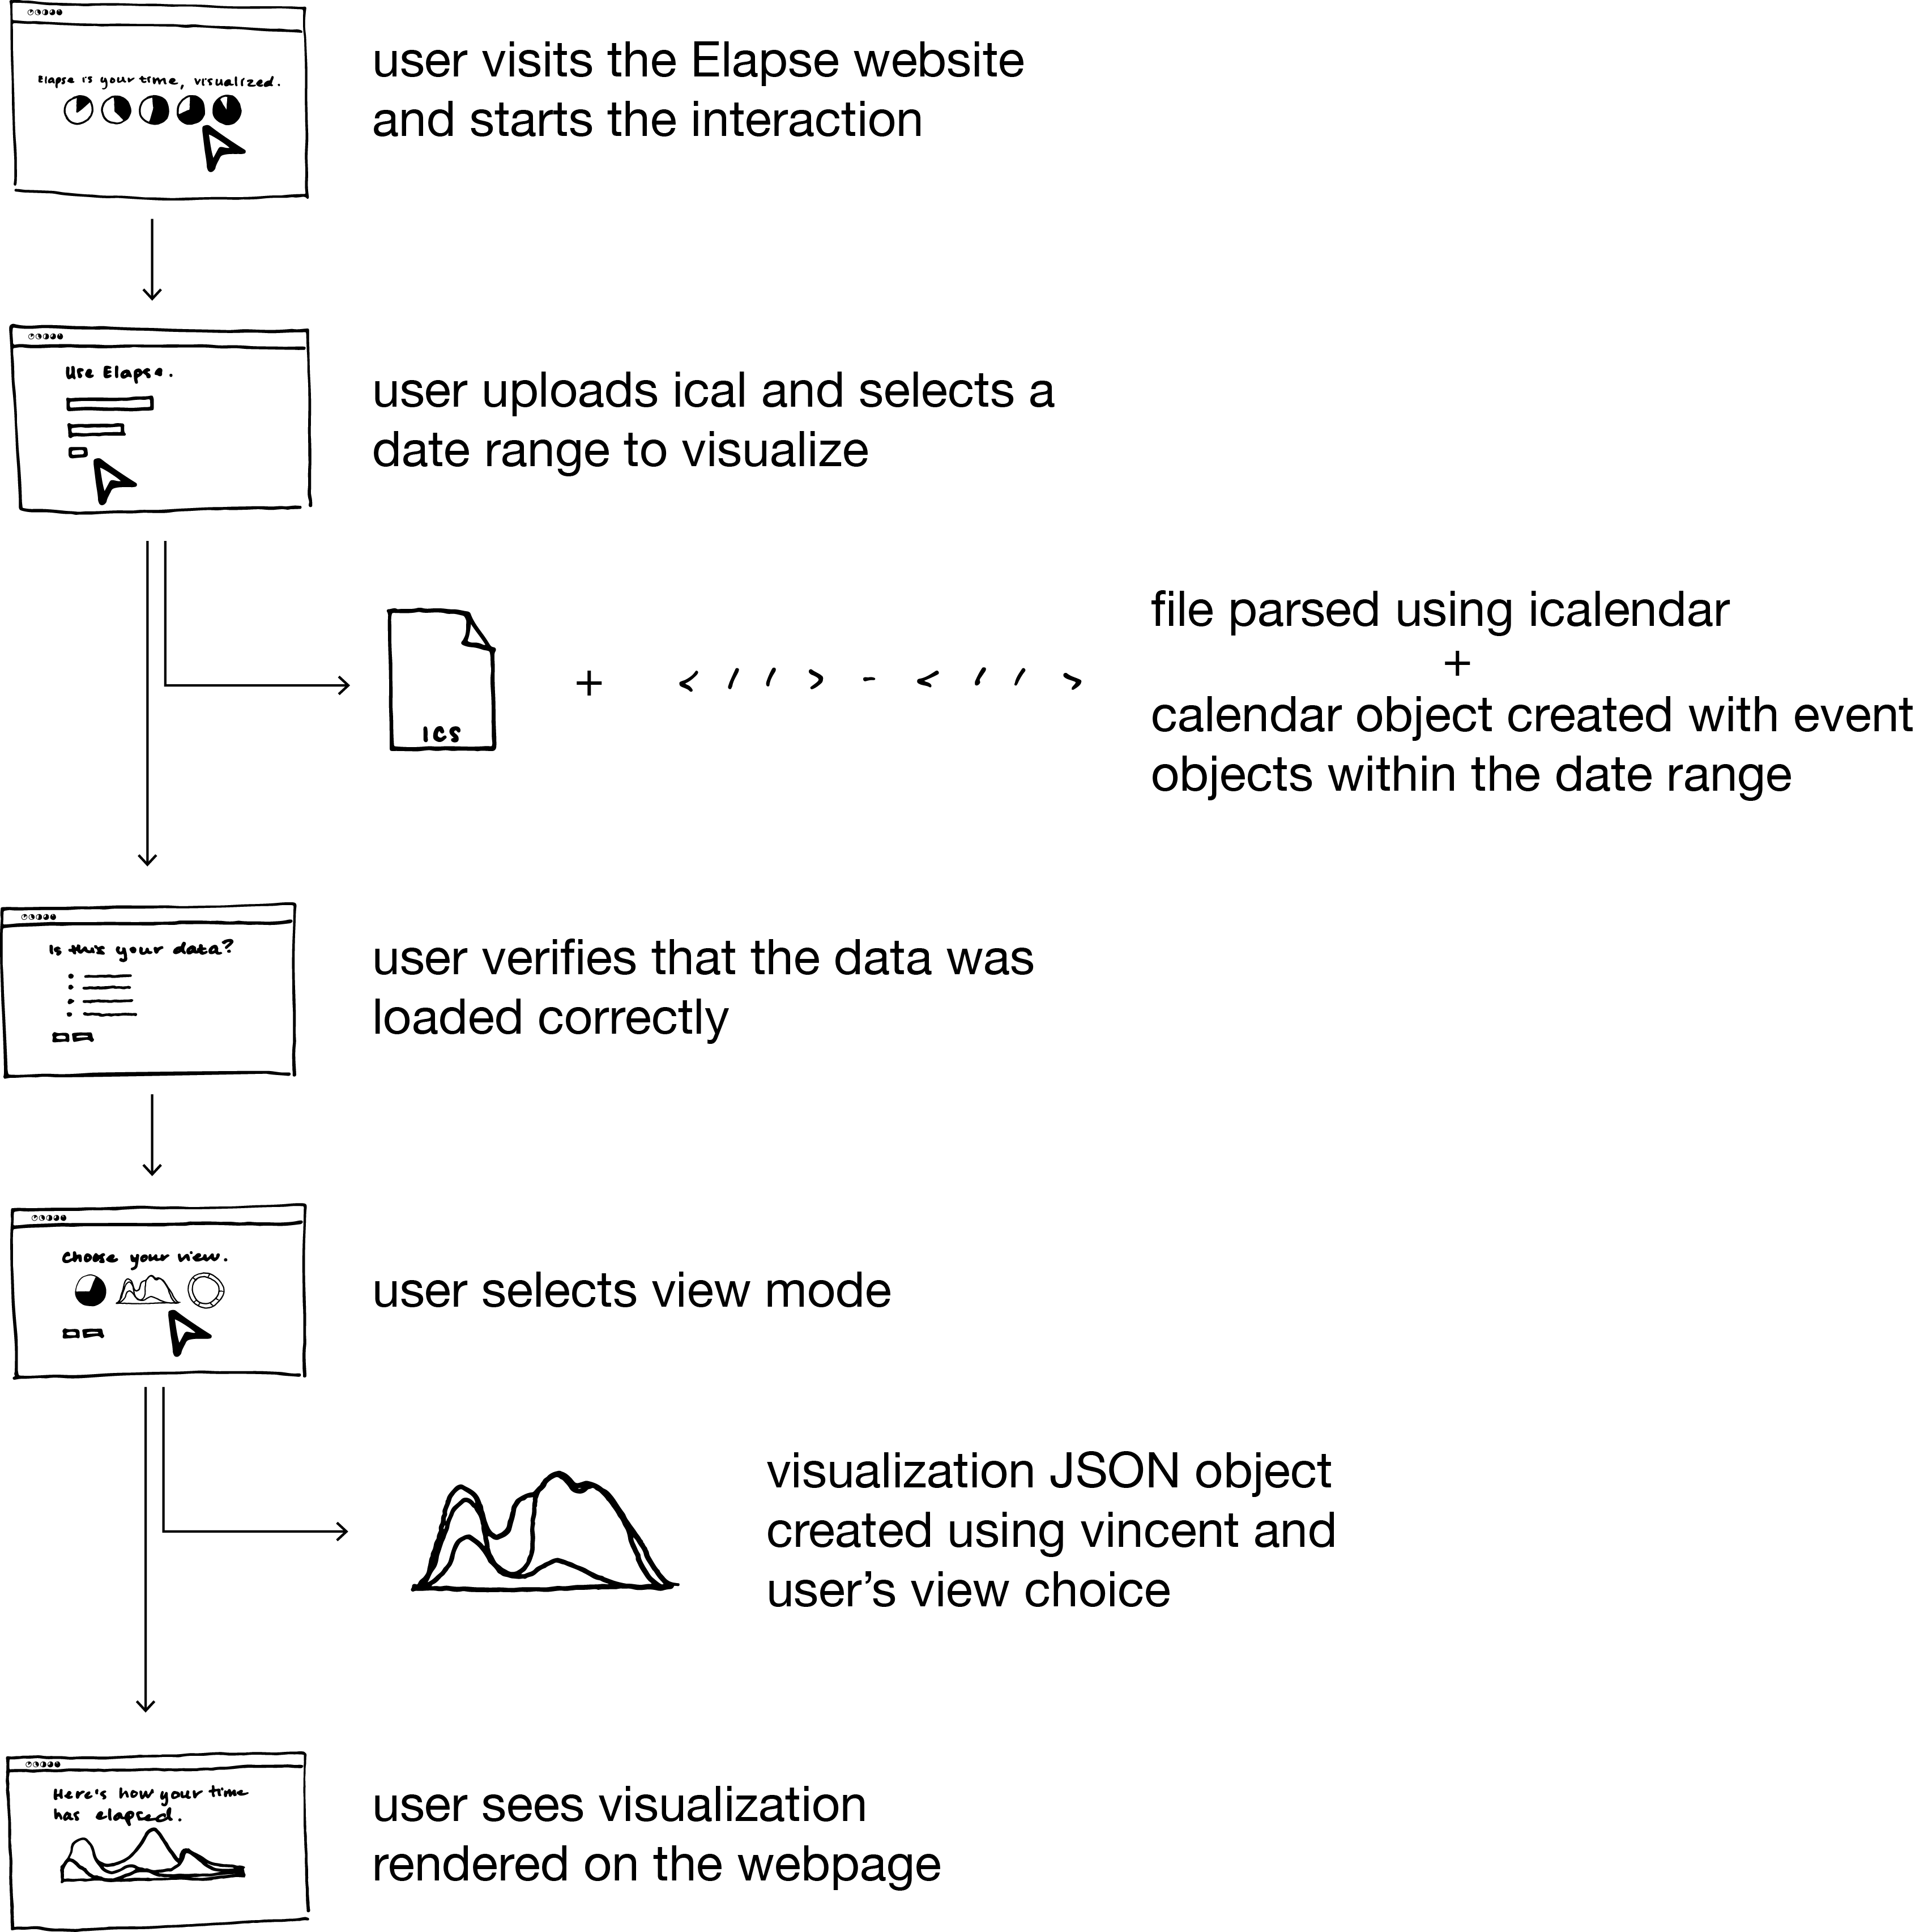 Elapse is your time, visualized.
user visits the Elapse website
and starts the interaction
Use Elapse.
user uploads ical and selects a
date range to visualize
ICS
+
< / / > - < / / >
file parsed using icalendar
+
calendar object created with event
objects within the date range
Is this your data?
user verifies that the data was
loaded correctly
Choose your view.
user selects view mode
visualization JSON object
created using vincent and
user’s view choice
Here's how your time
has elapsed.
user sees visualization
rendered on the webpage